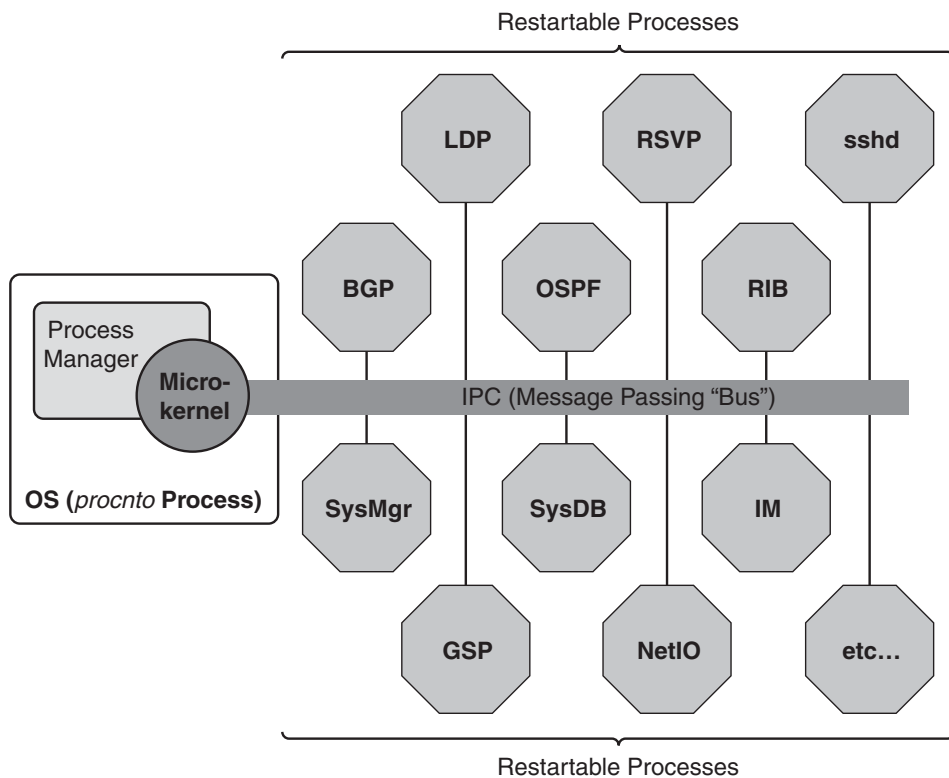 Restartable Processes
LDP
RSVP
sshd
BGP
OSPF
RIB
Process
Manager
Micro-
kernel
IPC (Message Passing “Bus”)
OS (procnto Process)
SysMgr
SysDB
IM
GSP
NetIO
etc…
Restartable Processes